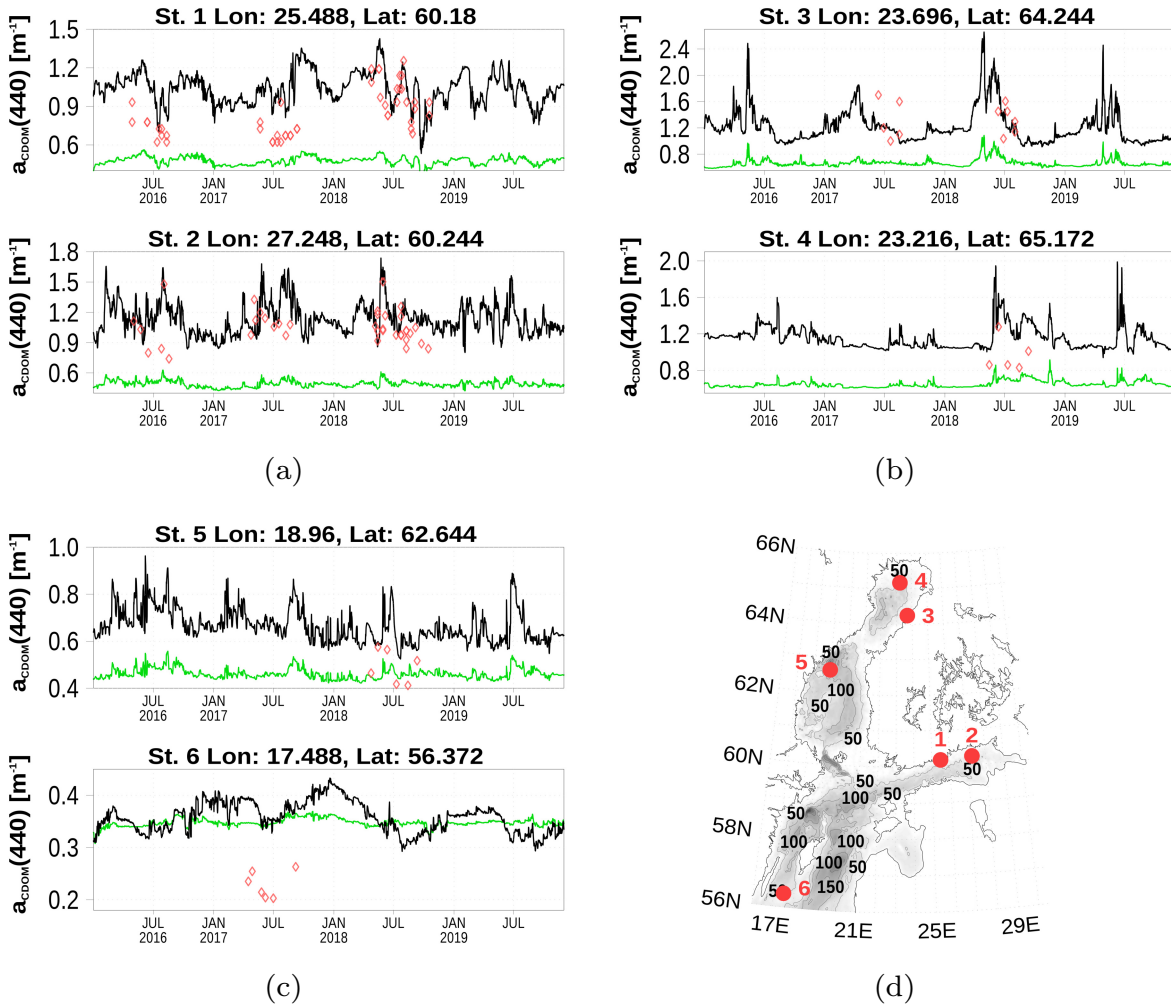 St. 1 Lon: 25.488, Lat: 60.18
aCDOM(440) [m-1]
1.5
1.2
0.9
0.6
JUL JAN JUL JAN JUL JAN JUL
2016 2017 2018 2019
St. 2 Lon: 27.248, Lat: 60.244
aCDOM(440) [m-1]
1.8
1.5
1.2
0.9
0.6
JUL JAN JUL JAN JUL JAN JUL
2016 2017 2018 2019
(a)
St. 3 Lon: 23.696, Lat: 64.244
aCDOM(440) [m-1]
2.4
2.0
1.6
1.2
0.8
JUL JAN JUL JAN JUL JAN JUL
2016 2017 2018 2019
St. 4 Lon: 23.216, Lat: 65.172
aCDOM(440) [m-1]
2.0
1.6
1.2
0.8
JUL JAN JUL JAN JUL JAN JUL
2016 2017 2018 2019
(b)
St. 5 Lon: 18.96, Lat: 62.644
aCDOM(440) [m-1]
1.0
0.8
0.6
0.4
JUL JAN JUL JAN JUL JAN JUL
2016 2017 2018 2019
St. 6 Lon: 17.488, Lat: 56.372
aCDOM(440) [m-1]
0.4
0.3
0.2
JUL JAN JUL JAN JUL JAN JUL
2016 2017 2018 2019
(c)
66N
50
4
64N
3
50
5
62N
100
50
1 2
50
60N
50
50
100 50
50
58N
100 100
100 50
50 6 150
56N
17E 21E 25E 29E
(d)